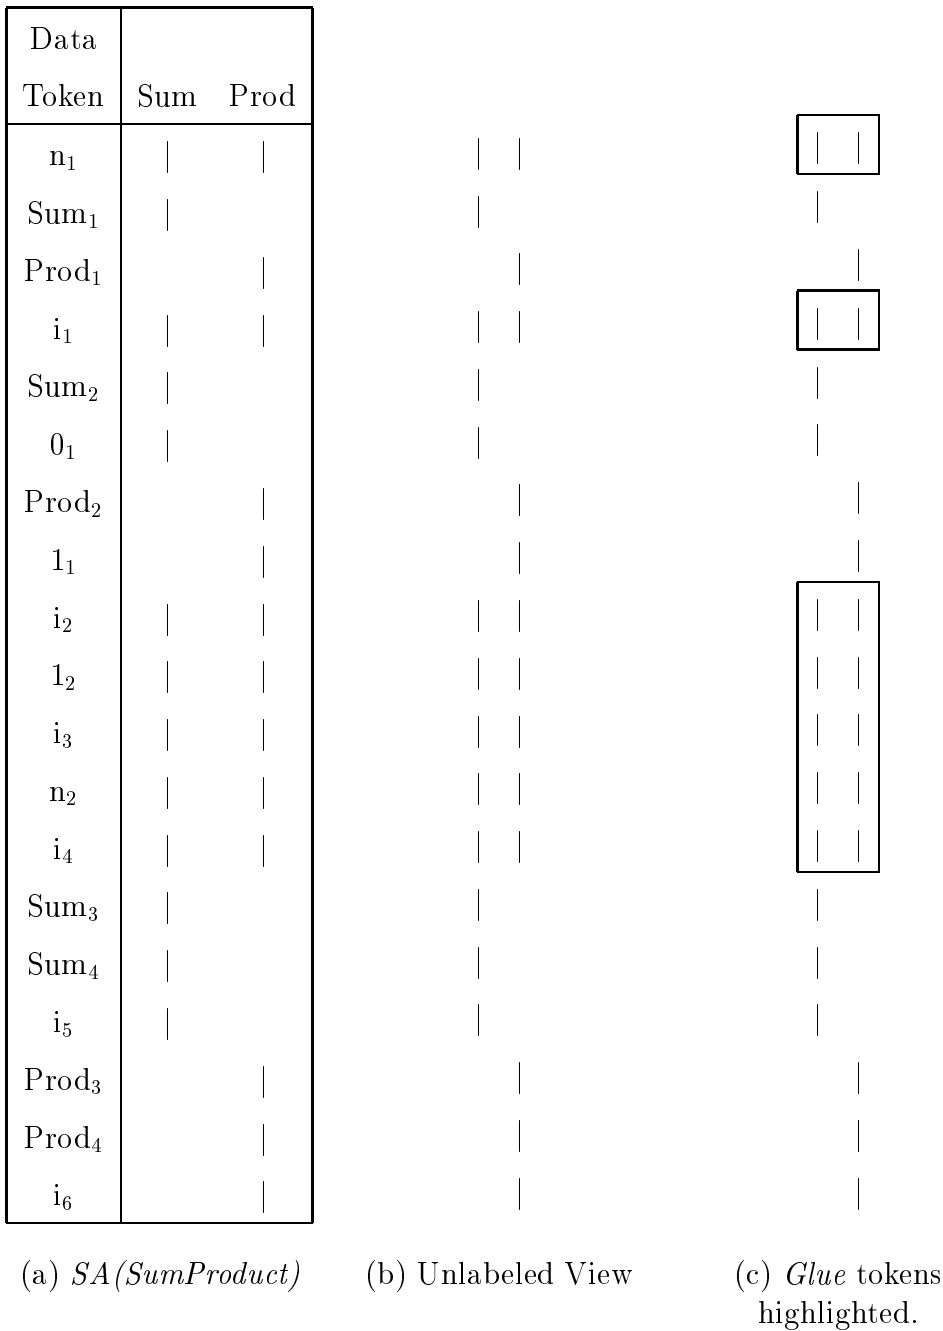 Data
Token Sum Prod
n₁ | |
Sum₁ |
Prod₁ |
i₁ | |
Sum₂ |
0₁ |
Prod₂ |
1₁ |
i₂ | |
1₂ | |
i₃ | |
n₂ | |
i₄ | |
Sum₃ |
Sum₄ |
i₅ |
Prod₃ |
Prod₄ |
i₆ |
(a) SA(SumProduct)
(b) Unlabeled View
(c) Glue tokens
highlighted.